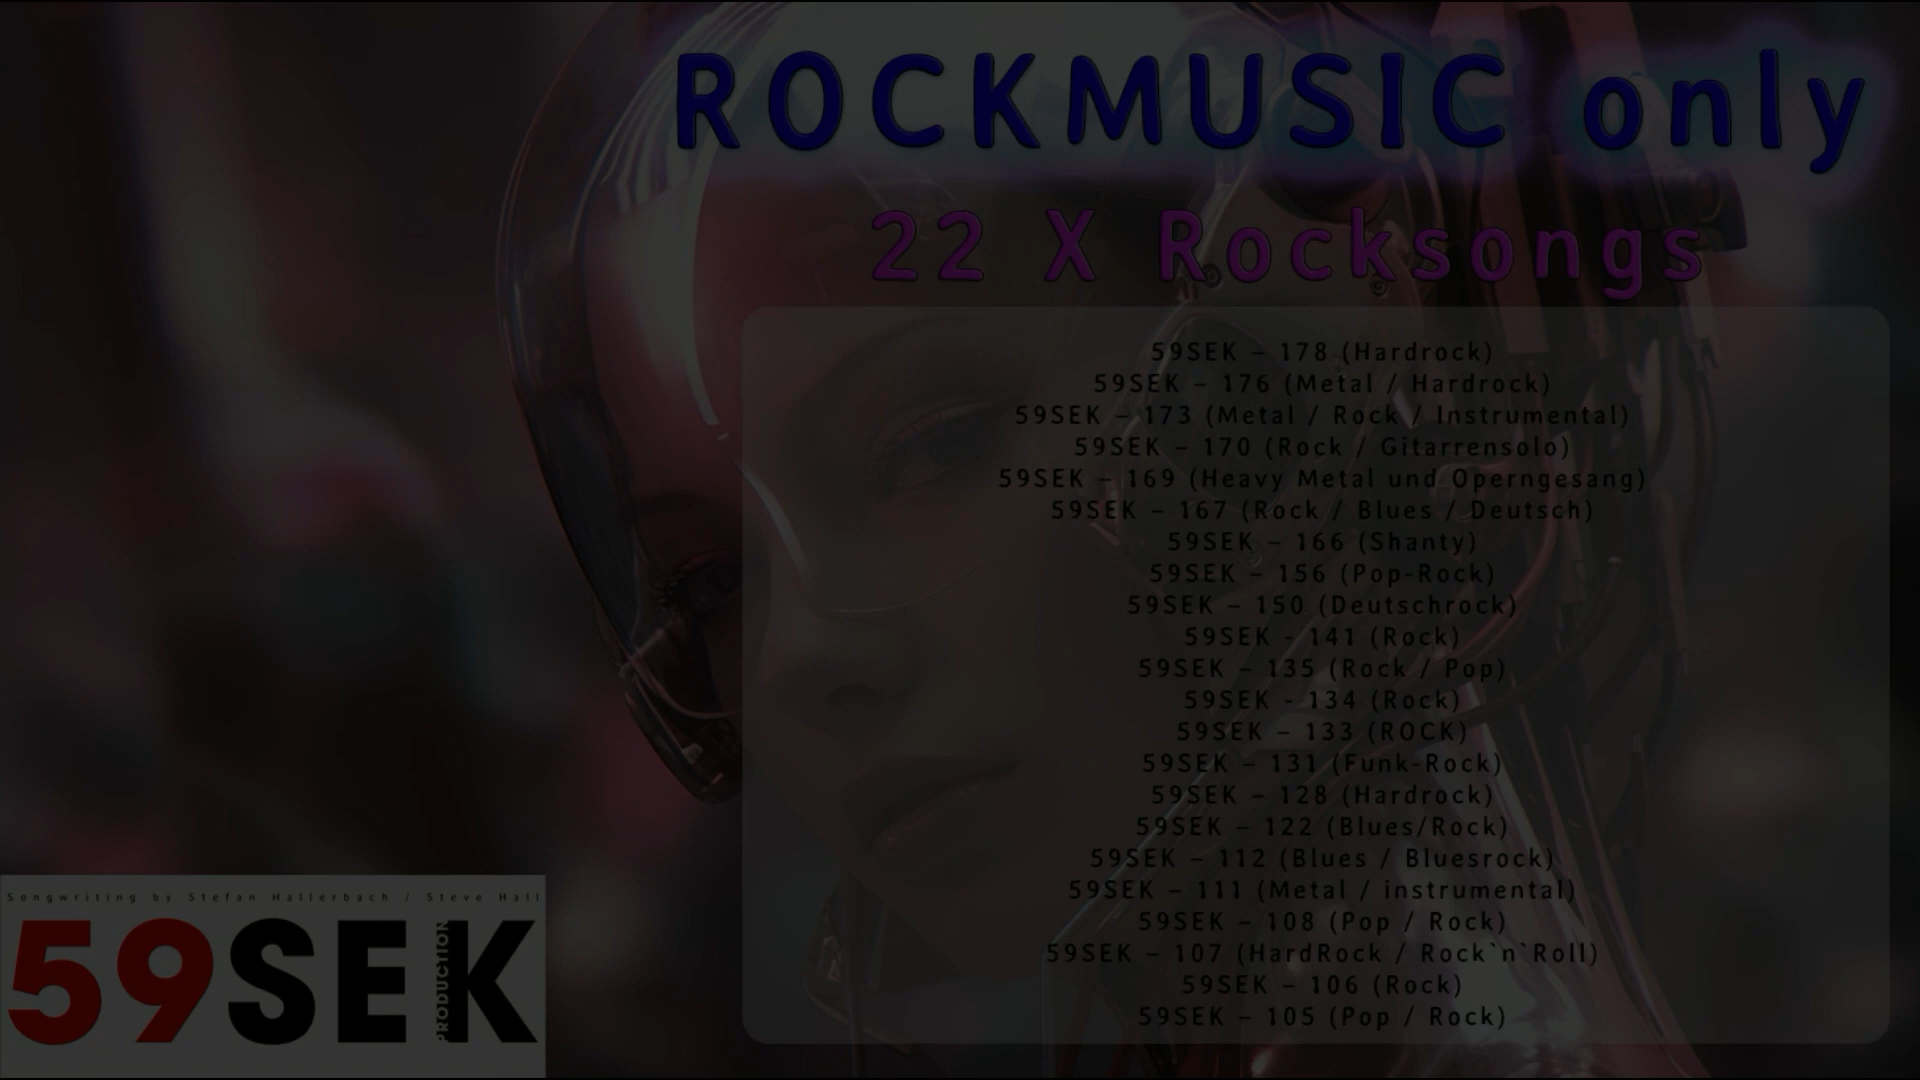 ROCKMUSIC only
22 X Rocksongs
59SEK – 178 (Hardrock)
59SEK – 176 (Metal / Hardrock)
59SEK – 173 (Metal / Rock / Instrumental)
59SEK – 170 (Rock / Gitarrensolo)
59SEK – 169 (Heavy Metal und Operngesang)
59SEK – 167 (Rock / Blues / Deutsch)
59SEK – 166 (Shanty)
59SEK – 156 (Pop-Rock)
59SEK – 150 (Deutschrock)
59SEK - 141 (Rock)
59SEK – 135 (Rock / Pop)
59SEK - 134 (Rock)
59SEK – 133 (ROCK)
59SEK – 131 (Funk-Rock)
59SEK – 128 (Hardrock)
59SEK – 122 (Blues/Rock)
59SEK – 112 (Blues / Bluesrock)
59SEK – 111 (Metal / instrumental)
59SEK – 108 (Pop / Rock)
59SEK – 107 (HardRock / Rock`n`Roll)
59SEK – 106 (Rock)
59SEK – 105 (Pop / Rock)
Songwriting by Stefan Hallerbach / Steve Hall
59SEK
PRODUCTION